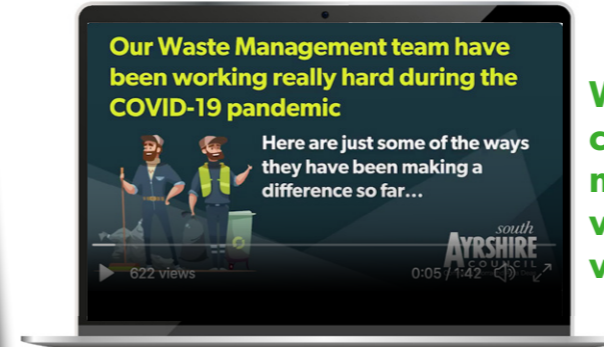 Our Waste Management team have
been working really hard during the
COVID-19 pandemic
Here are just some of the ways
they have been making a
difference so far...
south
AYRSHIRE
COUNCIL
622 views
0:05 / 1:42